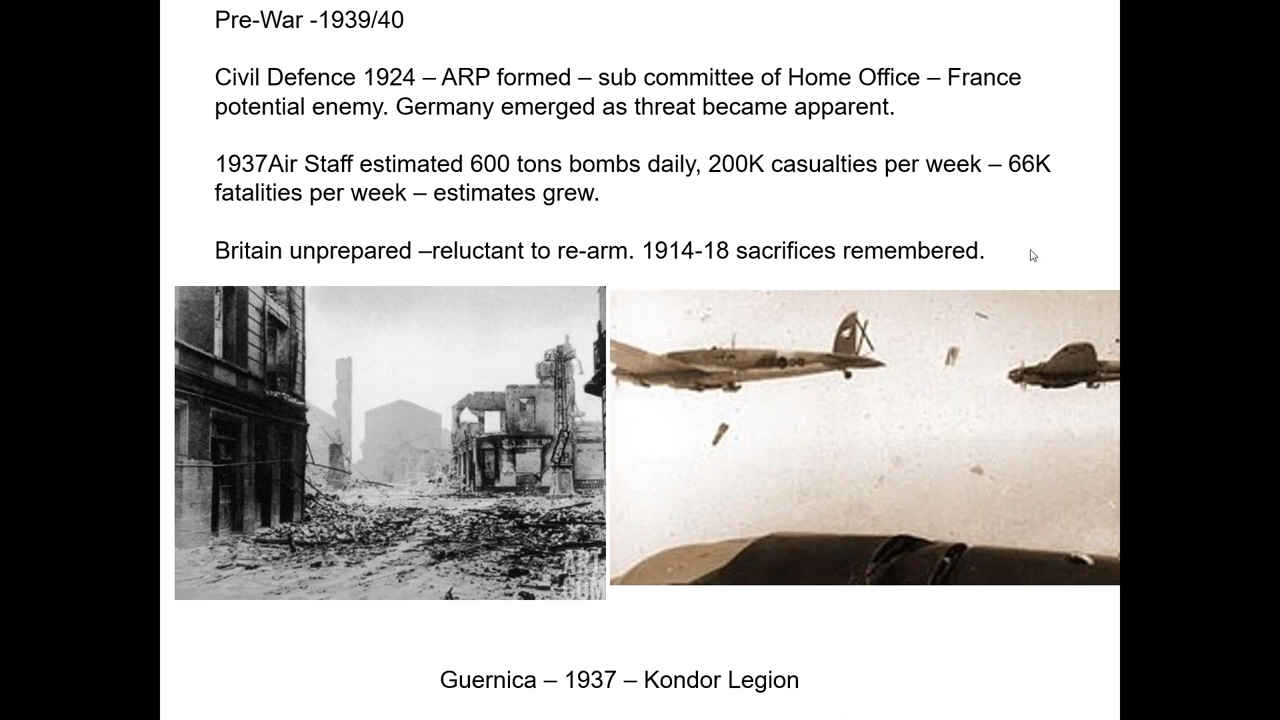 Pre-War -1939/40
Civil Defence 1924 – ARP formed – sub committee of Home Office – France
potential enemy. Germany emerged as threat became apparent.
1937Air Staff estimated 600 tons bombs daily, 200K casualties per week – 66K
fatalities per week – estimates grew.
Britain unprepared –reluctant to re-arm. 1914-18 sacrifices remembered.
Guernica – 1937 – Kondor Legion